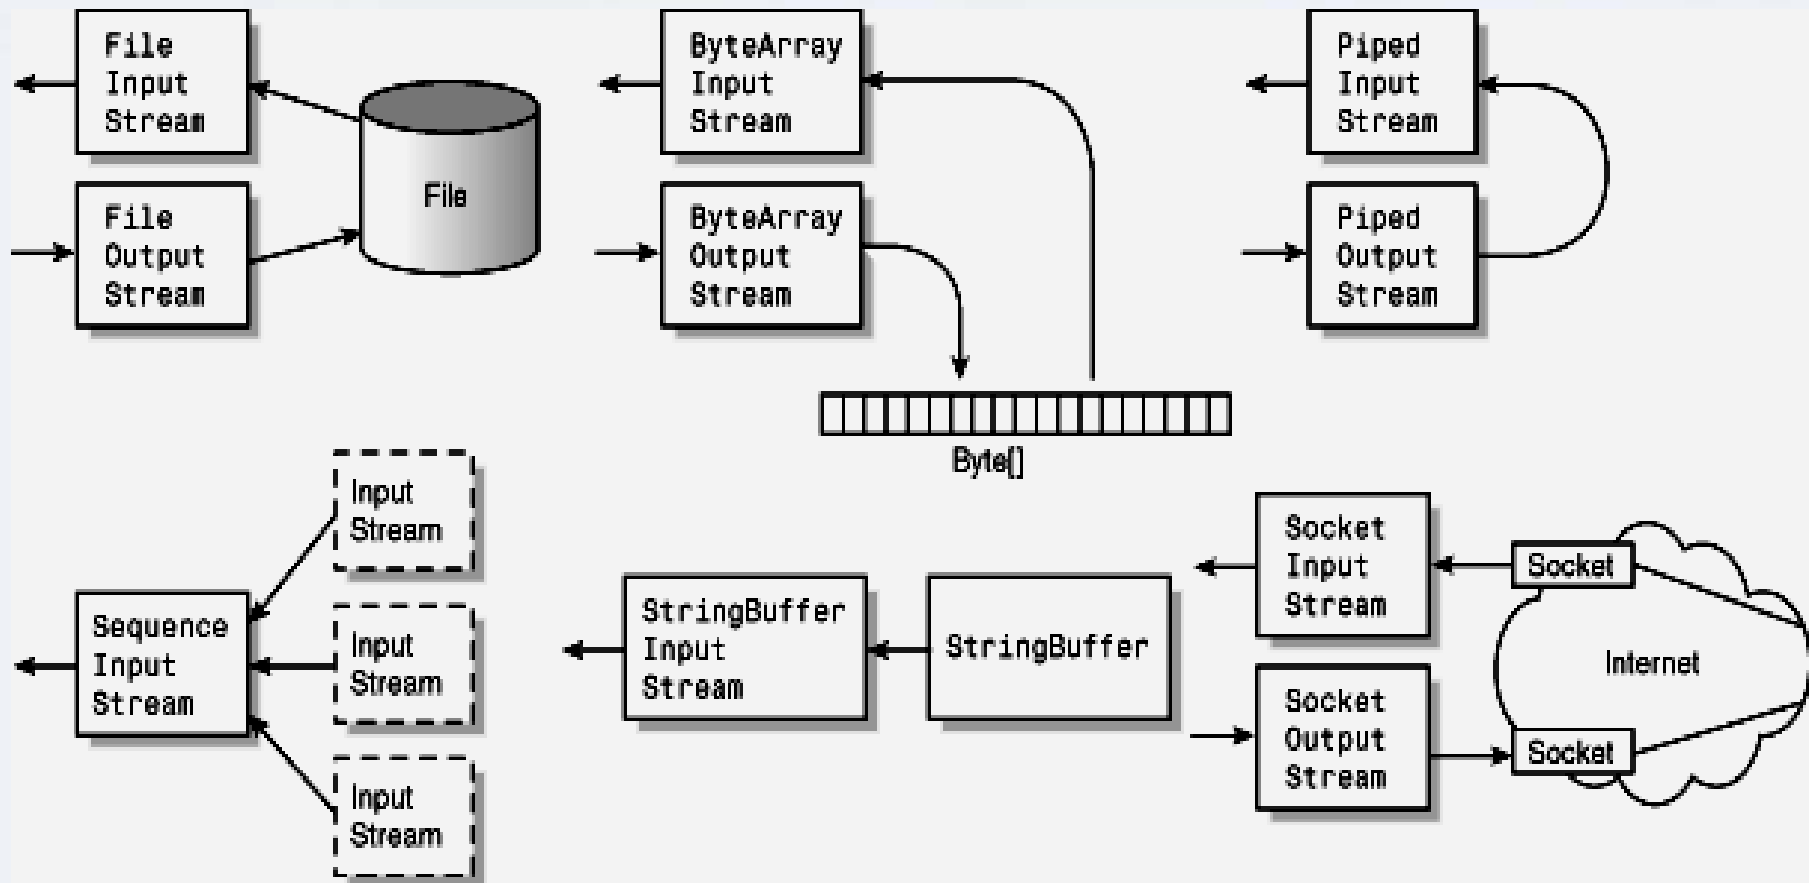 File
Input
Stream
File
Output
Stream
File
ByteArray
Input
Stream
ByteArray
Output
Stream
Byte[]
Piped
Input
Stream
Piped
Output
Stream
Sequence
Input
Stream
Input
Stream
Input
Stream
Input
Stream
StringBuffer
Input
Stream
StringBuffer
Socket
Input
Stream
Socket
Output
Stream
Socket
Internet
Socket